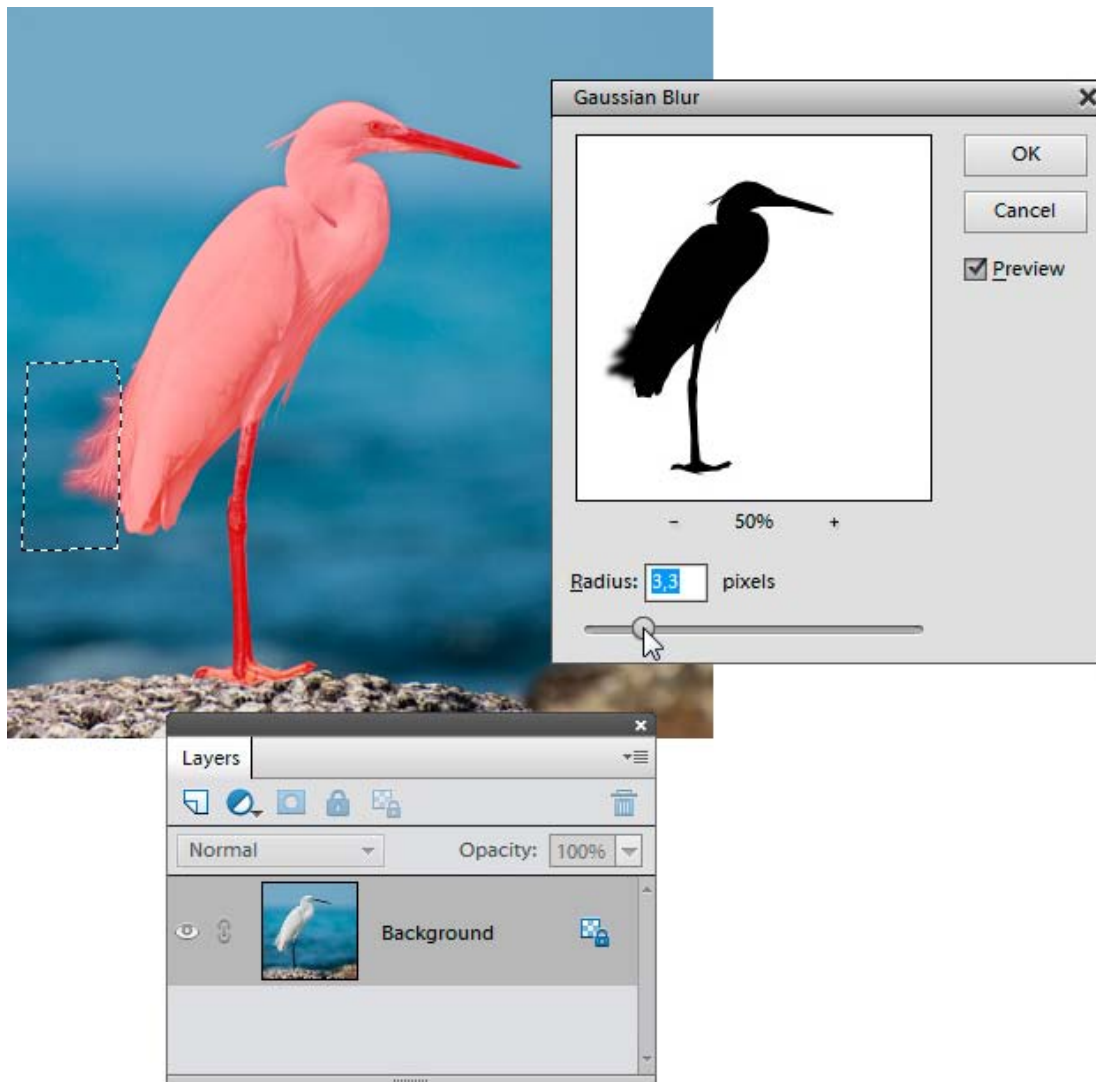 Gaussian Blur
OK
Cancel
Preview
- 50% +
Radius: 3,3 pixels
Layers
Normal Opacity: 100%
Background